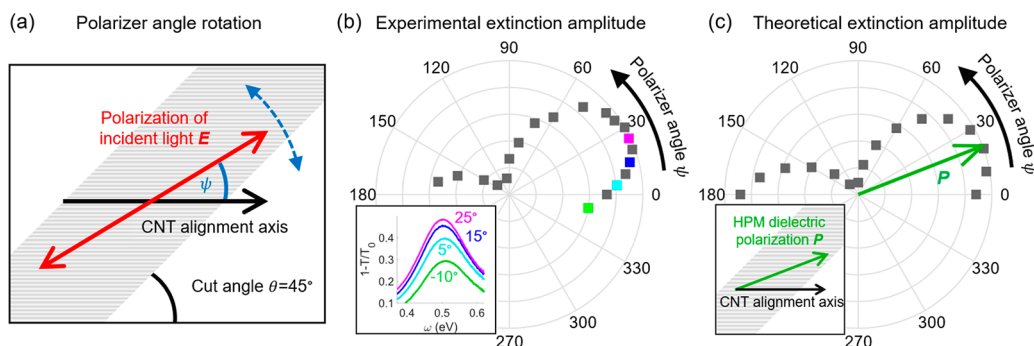 (a) Polarizer angle rotation
Polarization of
incident light E
ψ
CNT alignment axis
Cut angle θ=45°
(b) Experimental extinction amplitude
90
120
60
150
30
180
0
330
300
270
Polarizer angle ψ
1-T/T₀
0.4
0.3
0.2
0.1
25°
15°
5°
-10°
0.4
0.5
0.6
ω (eV)
(c) Theoretical extinction amplitude
90
120
60
150
30
180
0
330
300
270
Polarizer angle ψ
P
HPM dielectric
polarization P
CNT alignment axis